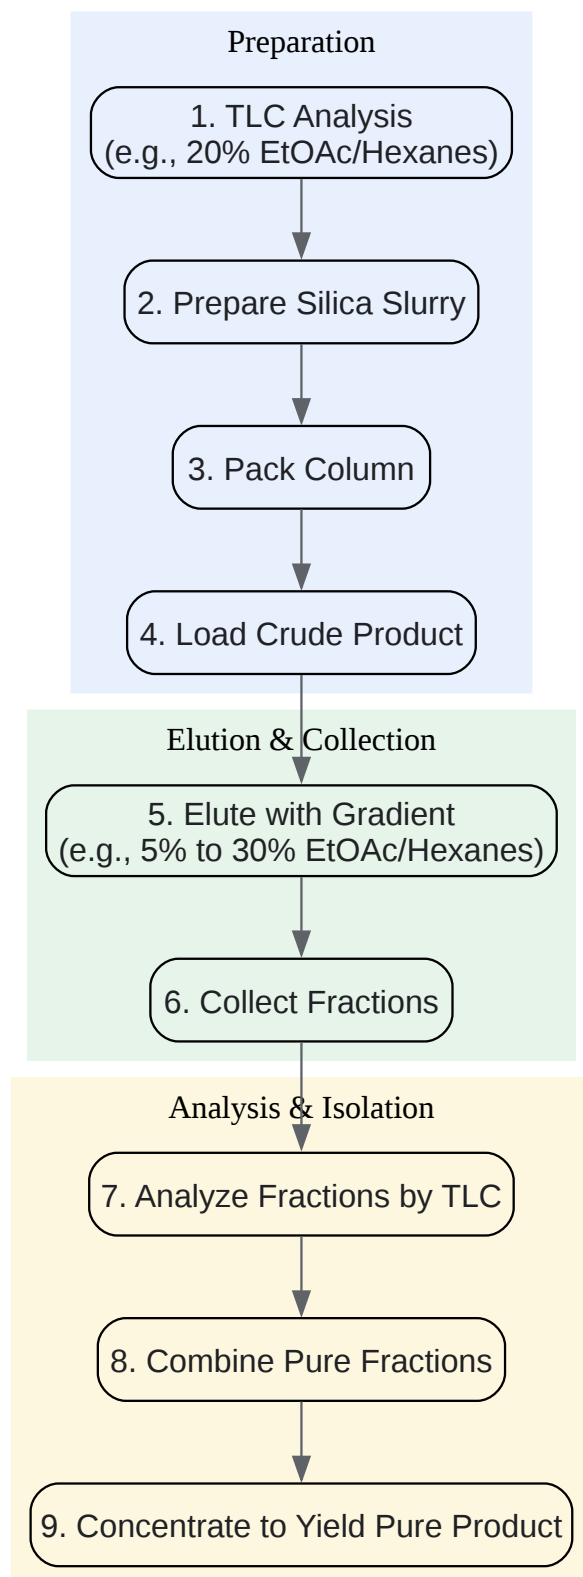 Preparation
1. TLC Analysis
(e.g., 20% EtOAc/Hexanes)
2. Prepare Silica Slurry
3. Pack Column
4. Load Crude Product
Elution & Collection
5. Elute with Gradient
(e.g., 5% to 30% EtOAc/Hexanes)
6. Collect Fractions
Analysis & Isolation
7. Analyze Fractions by TLC
8. Combine Pure Fractions
9. Concentrate to Yield Pure Product